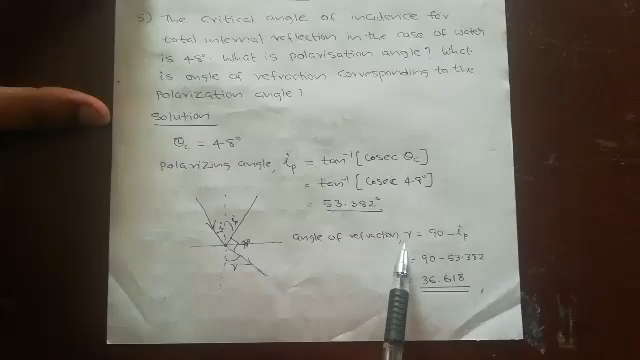 5) The critical angle of incidence for
total internal reflection in the case of water
is 48°. What is polarisation angle? What
is angle of refraction corresponding to the
polarization angle?
Solution
θc = 48°
polarizing angle, ip = tan⁻¹ [cosec θc]
= tan⁻¹ [cosec 48°]
= 53.382°
angle of refraction, r = 90 - ip
= 90 - 53.382
36.618
ip
r